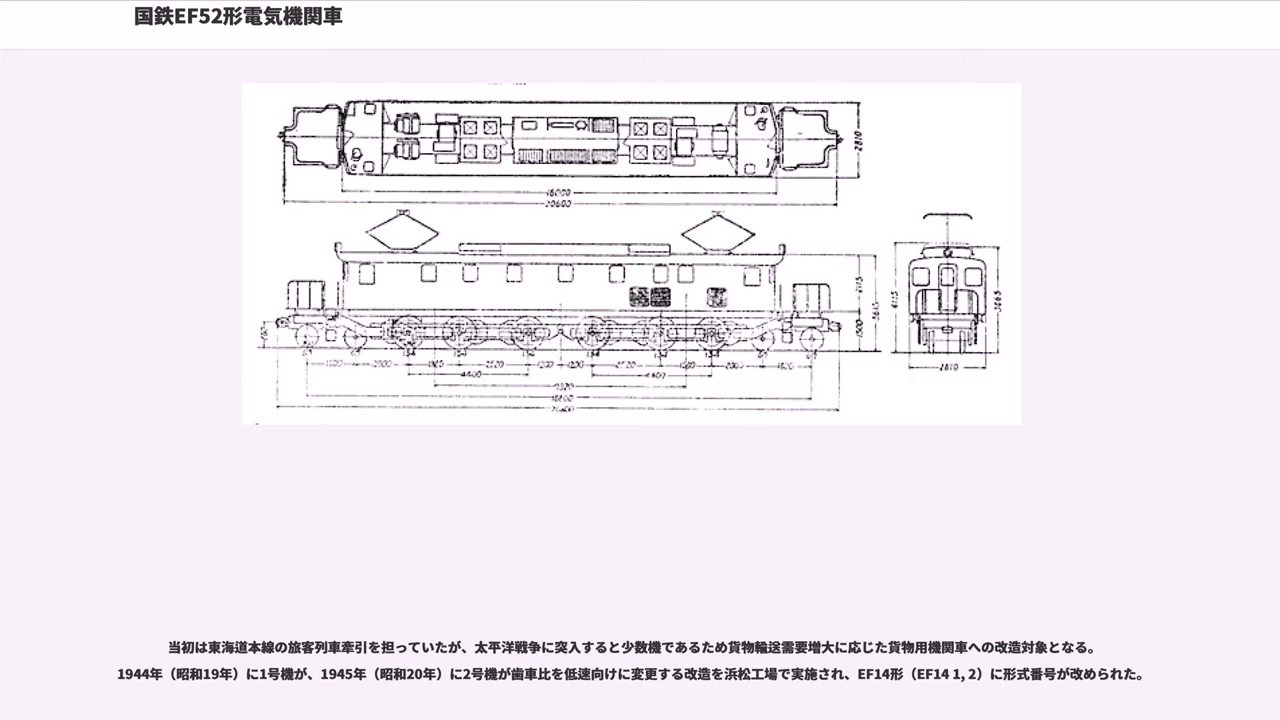 国鉄EF52形電気機関車
2810
16000
20600
2810
当初は東海道本線の旅客列車牽引を担っていたが、太平洋戦争に突入すると少数機であるため貨物輸送需要増大に応じた貨物用機関車への改造対象となる。
1944年（昭和19年）に1号機が、1945年（昭和20年）に2号機が歯車比を低速向けに変更する改造を浜松工場で実施され、EF14形（EF14 1, 2）に形式番号が改められた。